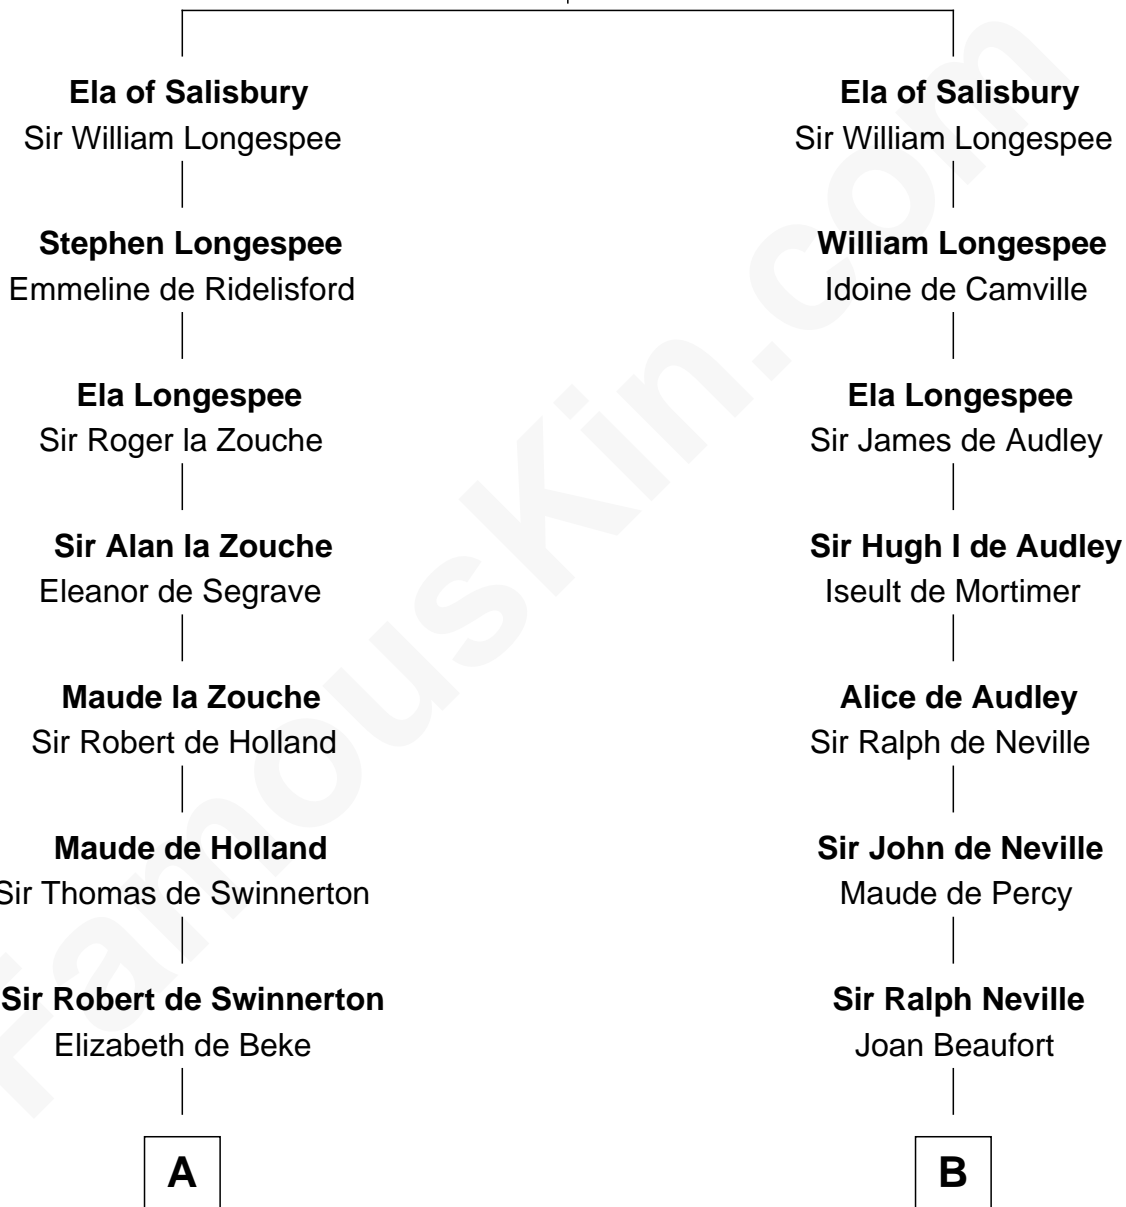 Ela of Salisbury
Sir William Longespee
Stephen Longespee
Emmeline de Ridelisford
Ela Longespee
Sir Roger la Zouche
Sir Alan la Zouche
Eleanor de Segrave
Maude la Zouche
Sir Robert de Holland
Maude de Holland
Sir Thomas de Swinnerton
Sir Robert de Swinnerton
Elizabeth de Beke
A
Ela of Salisbury
Sir William Longespee
William Longespee
Idoine de Camville
Ela Longespee
Sir James de Audley
Sir Hugh I de Audley
Iseult de Mortimer
Alice de Audley
Sir Ralph de Neville
Sir John de Neville
Maude de Percy
Sir Ralph Neville
Joan Beaufort
B
FamousKin.com